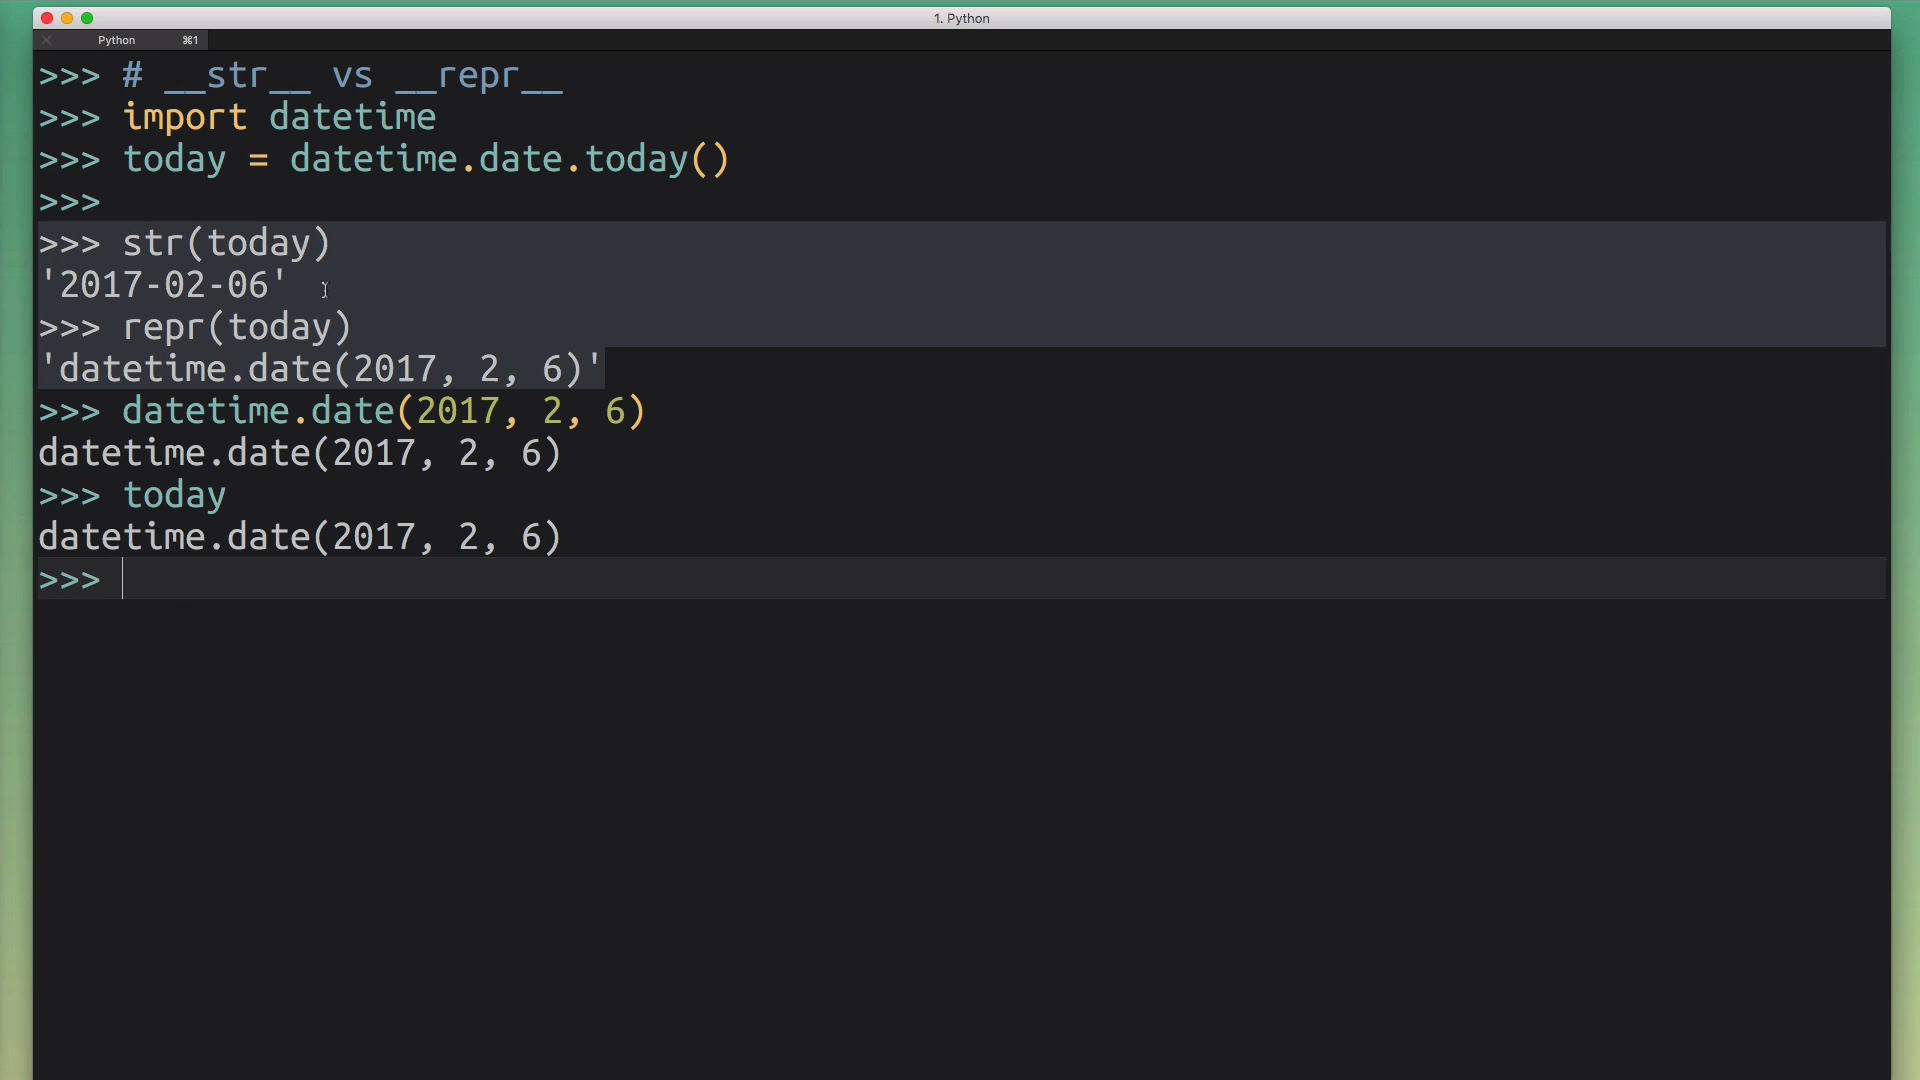 1. Python
Python ⌘1
>>> # __str__ vs __repr__
>>> import datetime
>>> today = datetime.date.today()
>>>
>>> str(today)
'2017-02-06'
>>> repr(today)
'datetime.date(2017, 2, 6)'
>>> datetime.date(2017, 2, 6)
datetime.date(2017, 2, 6)
>>> today
datetime.date(2017, 2, 6)
>>>